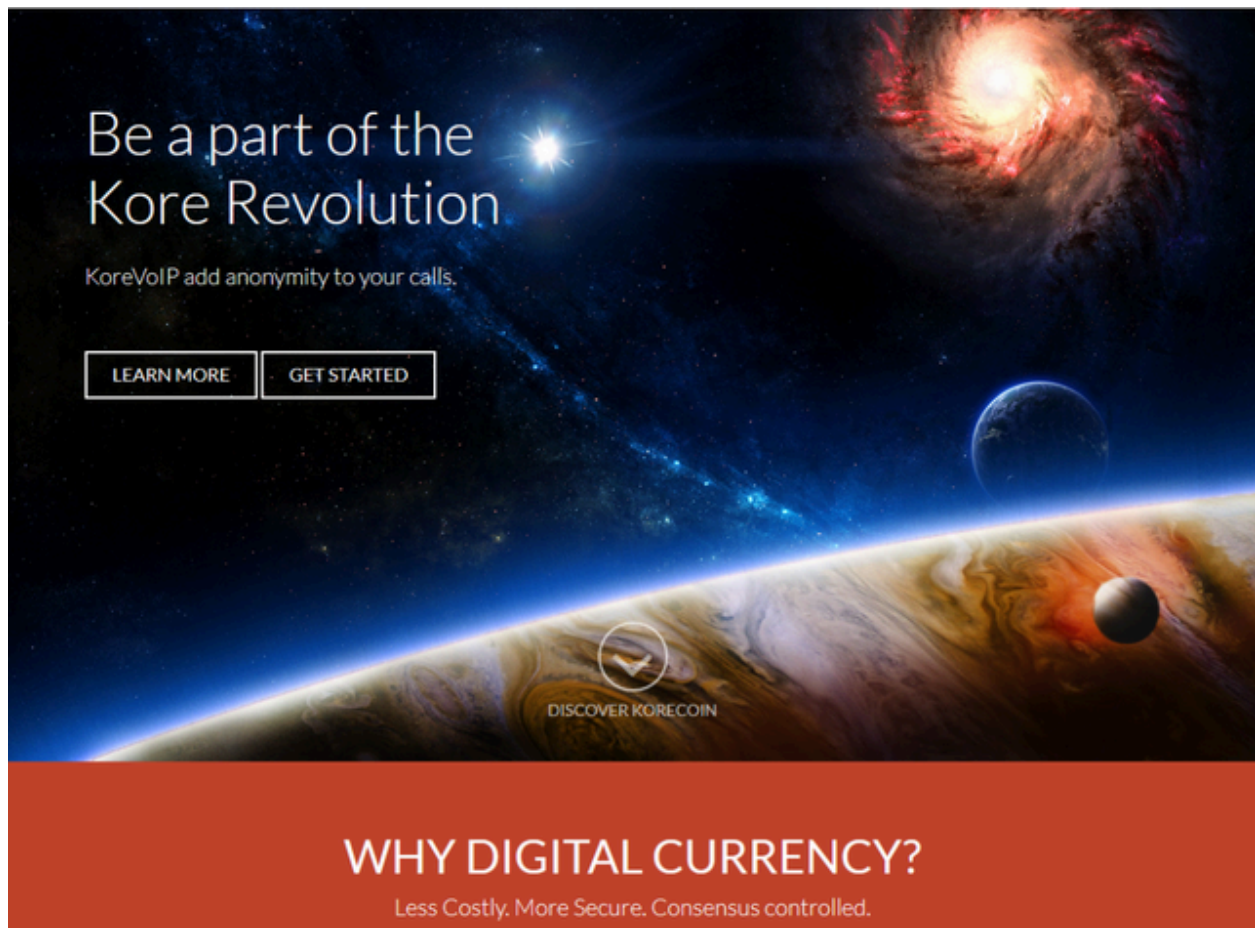 Be a part of the
Kore Revolution
KoreVoIP add anonymity to your calls.
LEARN MORE GET STARTED
DISCOVER KORECOIN
WHY DIGITAL CURRENCY?
Less Costly. More Secure. Consensus controlled.